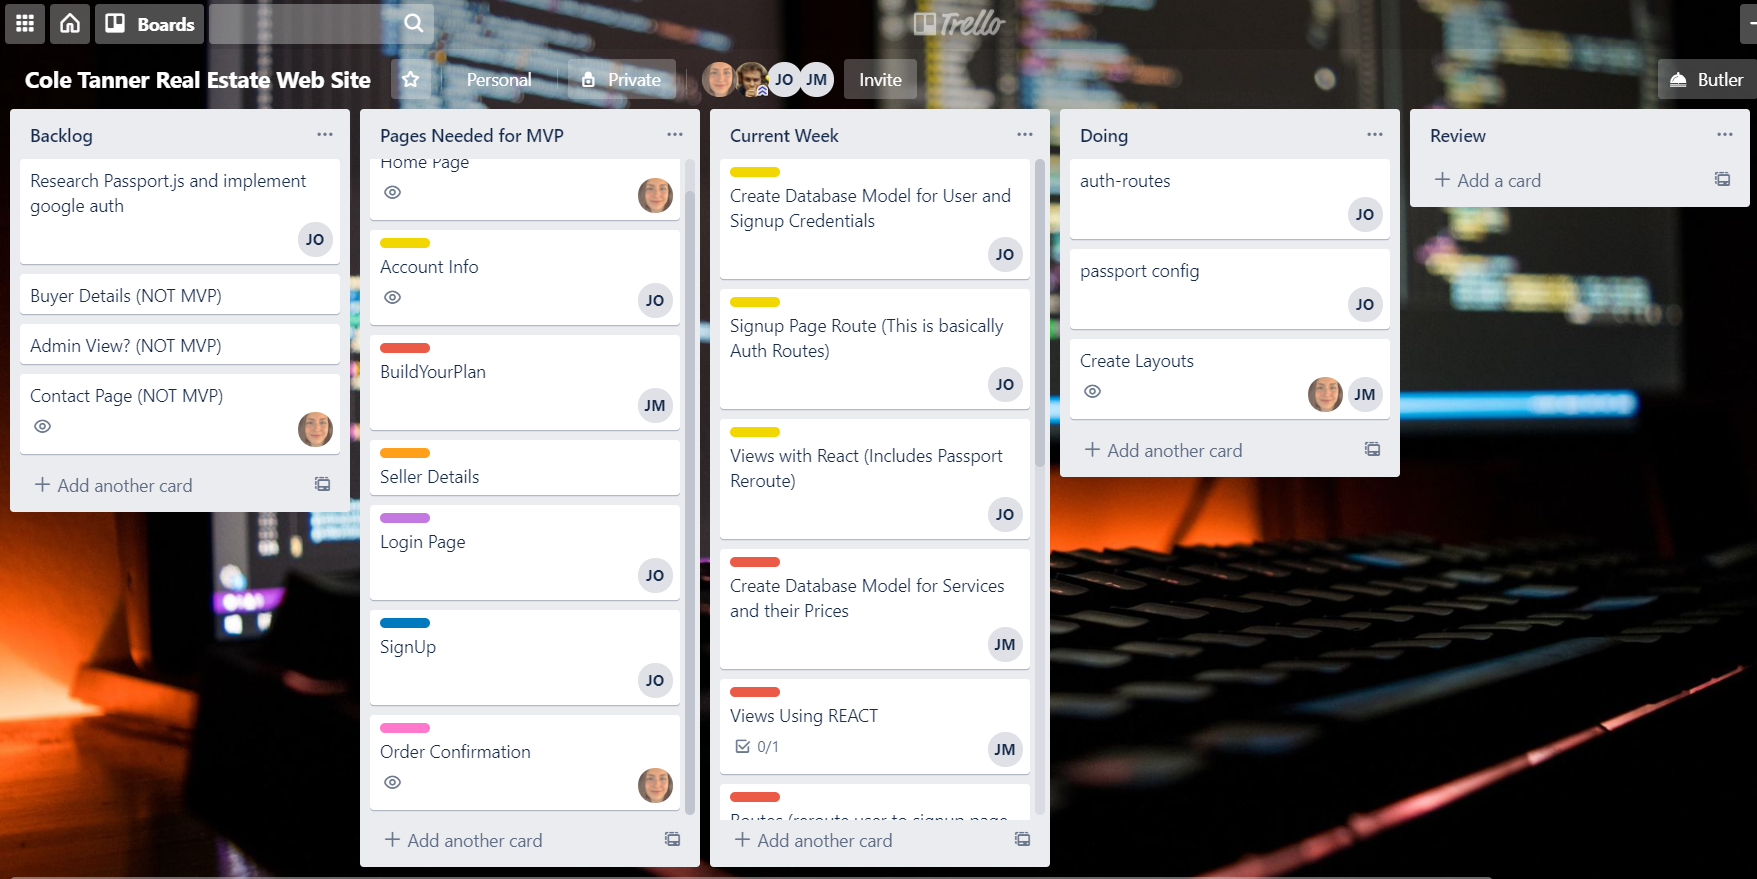 Boards
Trello
Cole Tanner Real Estate Web Site
Personal
Private
JO
JM
Invite
Butler
Backlog
Research Passport.js and implement
google auth
JO
Buyer Details (NOT MVP)
Admin View? (NOT MVP)
Contact Page (NOT MVP)
+ Add another card
Pages Needed for MVP
Home Page
Account Info
JO
BuildYourPlan
JM
Seller Details
Login Page
JO
SignUp
JO
Order Confirmation
+ Add another card
Current Week
Create Database Model for User and
Signup Credentials
JO
Signup Page Route (This is basically
Auth Routes)
JO
Views with React (Includes Passport
Reroute)
JO
Create Database Model for Services
and their Prices
JM
Views Using REACT
0/1
JM
Routes (reroute user to signup page
+ Add another card
Doing
auth-routes
JO
passport config
JO
Create Layouts
JM
+ Add another card
Review
+ Add a card